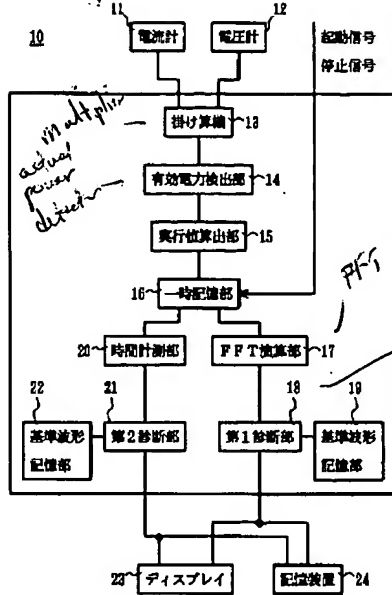 10
11
電流計
12
電圧計
起動信号
停止信号
multplier
掛け算編
13
actual
power
detector
有効電力検出部
14
実行値算出部
15
16
一時記憶部
FFT
20
時間計測部
FFT演算部
17
22
基準波形
記憶部
21
第2診断部
18
第1診断部
19
基準波形
記憶部
23
ディスプレイ
記憶装置
24